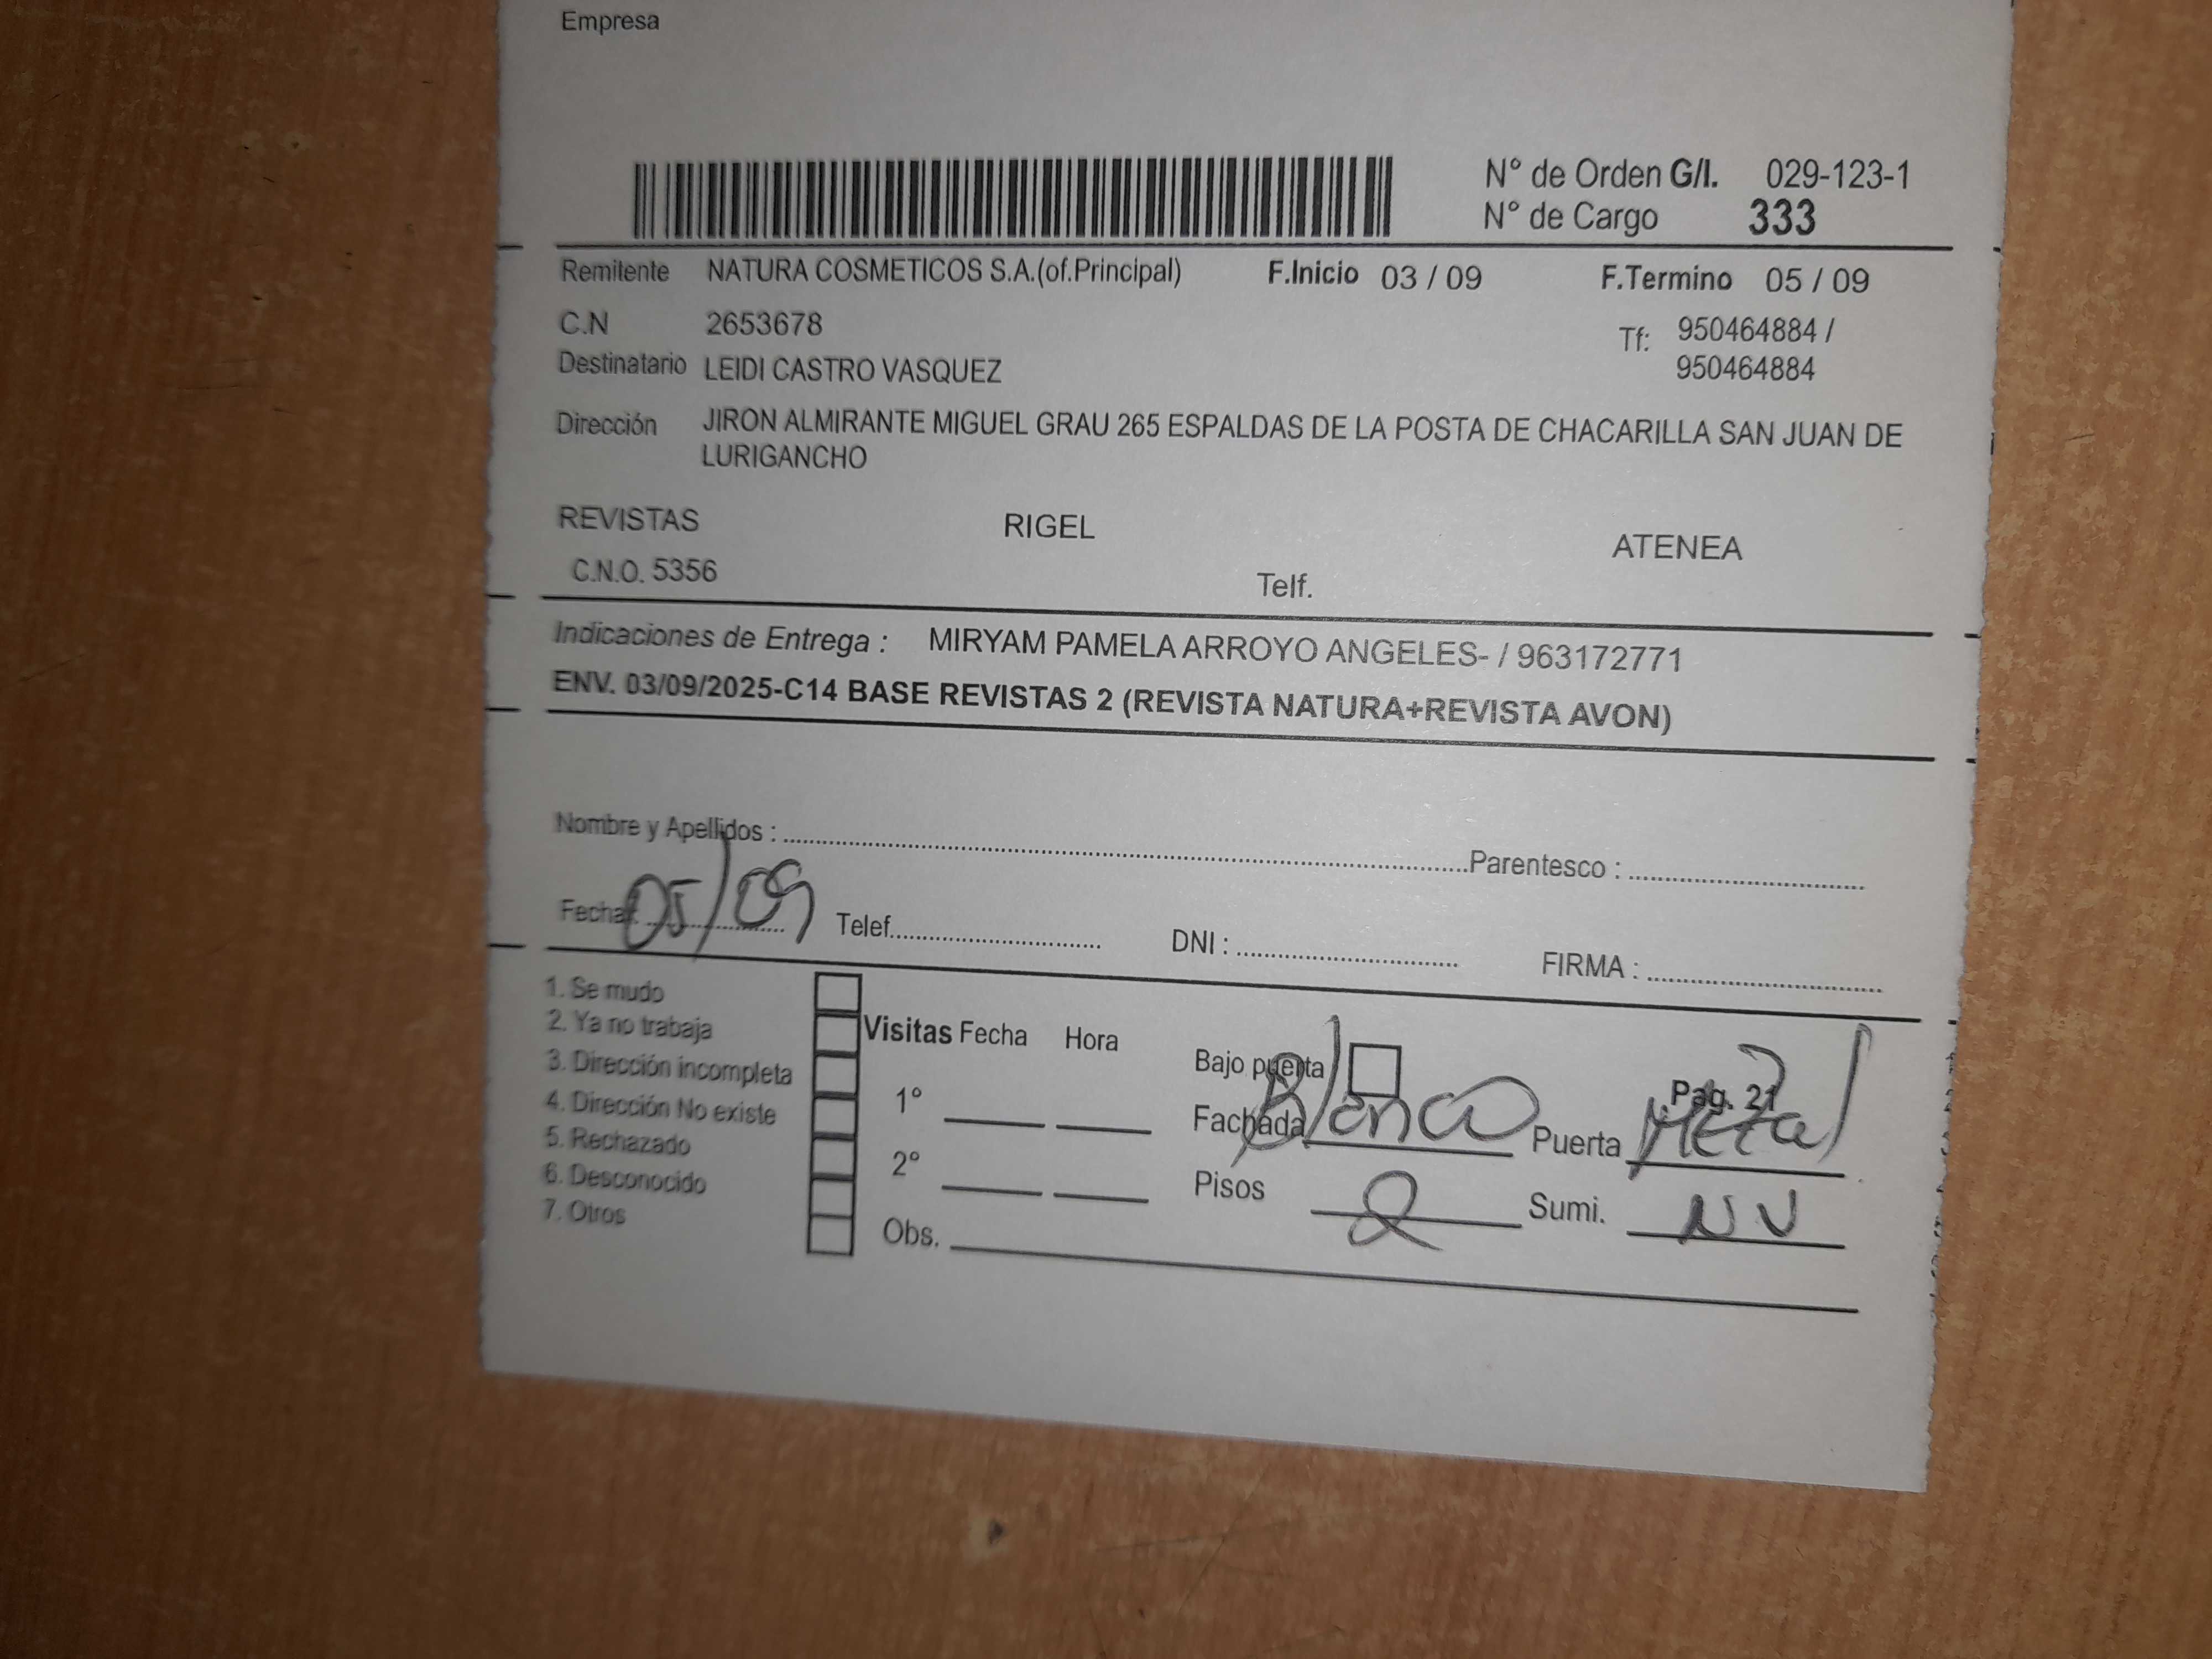 Empresa
N° de Orden G/I. 029-123-1
N° de Cargo 333
Remitente NATURA COSMETICOS S.A.(of.Principal) F.Inicio 03 / 09 F.Termino 05 / 09
C.N 2653678 Tf: 950464884 /
Destinatario LEIDI CASTRO VASQUEZ 950464884
Dirección JIRON ALMIRANTE MIGUEL GRAU 265 ESPALDAS DE LA POSTA DE CHACARILLA SAN JUAN DE
LURIGANCHO
REVISTAS RIGEL ATENEA
C.N.O. 5356 Telf.
Indicaciones de Entrega : MIRYAM PAMELA ARROYO ANGELES- / 963172771
ENV. 03/09/2025-C14 BASE REVISTAS 2 (REVISTA NATURA+REVISTA AVON)
Nombre y Apellidos : Parentesco :
Fecha: 05/09 Telef. DNI : FIRMA :
1. Se mudo
2. Ya no trabaja Visitas Fecha Hora
3. Dirección incompleta Bajo puerta Pag. 21
4. Dirección No existe 1° Fachada Blanca Puerta Metal
5. Rechazado
6. Desconocido 2° Pisos 2 Sumi. NV
7. Otros Obs.